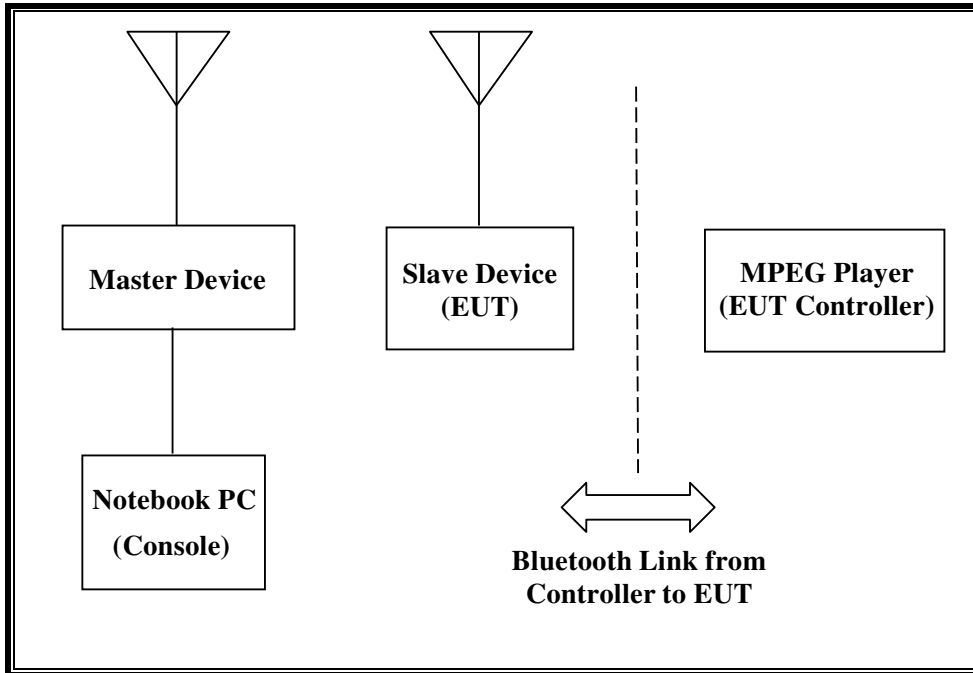 Master Device
Slave Device
(EUT)
MPEG Player
(EUT Controller)
Notebook PC
(Console)
Bluetooth Link from
Controller to EUT